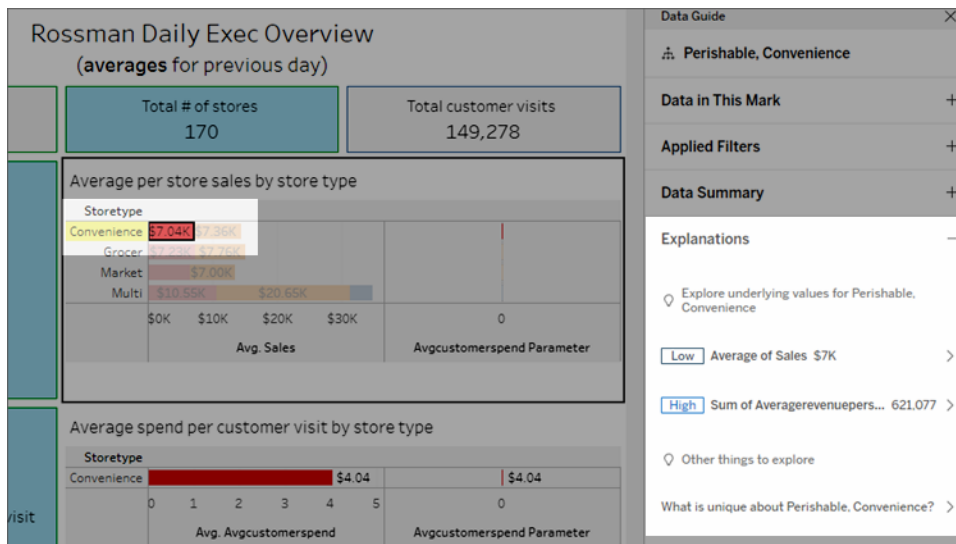 Rossman Daily Exec Overview
(averages for previous day)
Total # of stores
170
Total customer visits
149,278
Average per store sales by store type
Storetype
Convenience $7.04K $7.36K
Grocer $7.23K $7.76K
Market $7.00K
Multi $10.55K $20.65K
$0K $10K $20K $30K 0
Avg. Sales Avgcustomerspend Parameter
Average spend per customer visit by store type
Storetype
Convenience $4.04 $4.04
0 1 2 3 4 5 0
Avg. Avgcustomerspend Avgcustomerspend Parameter
visit
Data Guide
Perishable, Convenience
Data in This Mark
Applied Filters
Data Summary
Explanations
Explore underlying values for Perishable,
Convenience
Low Average of Sales $7K
High Sum of Averagerevenuepers... 621,077
Other things to explore
What is unique about Perishable, Convenience?